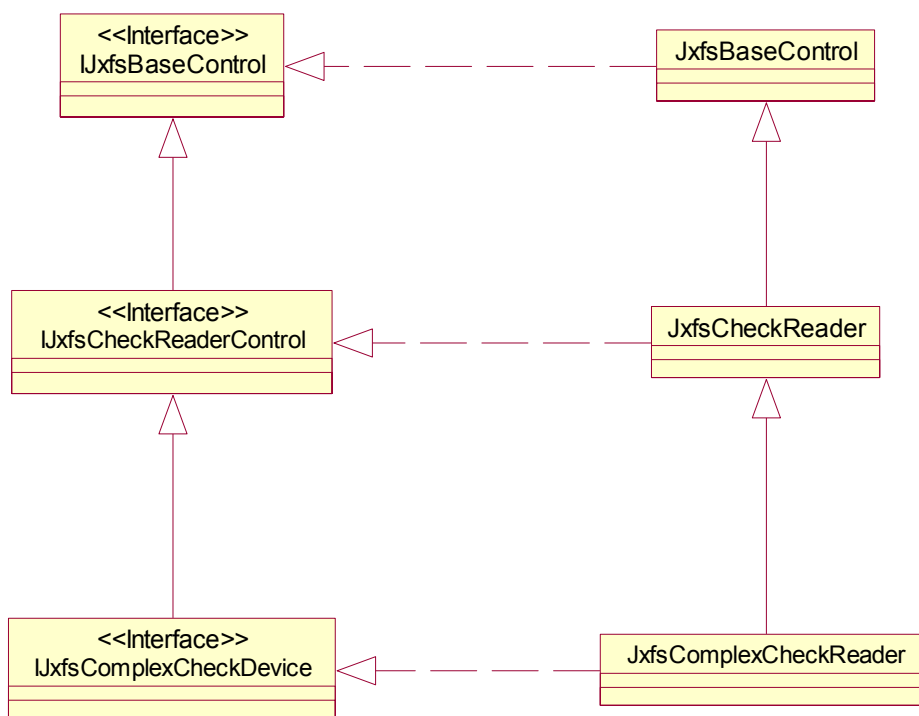 <<Interface>>
IJxfsBaseControl
JxfsBaseControl
<<Interface>>
IJxfsCheckReaderControl
JxfsCheckReader
<<Interface>>
IJxfsComplexCheckDevice
JxfsComplexCheckReader